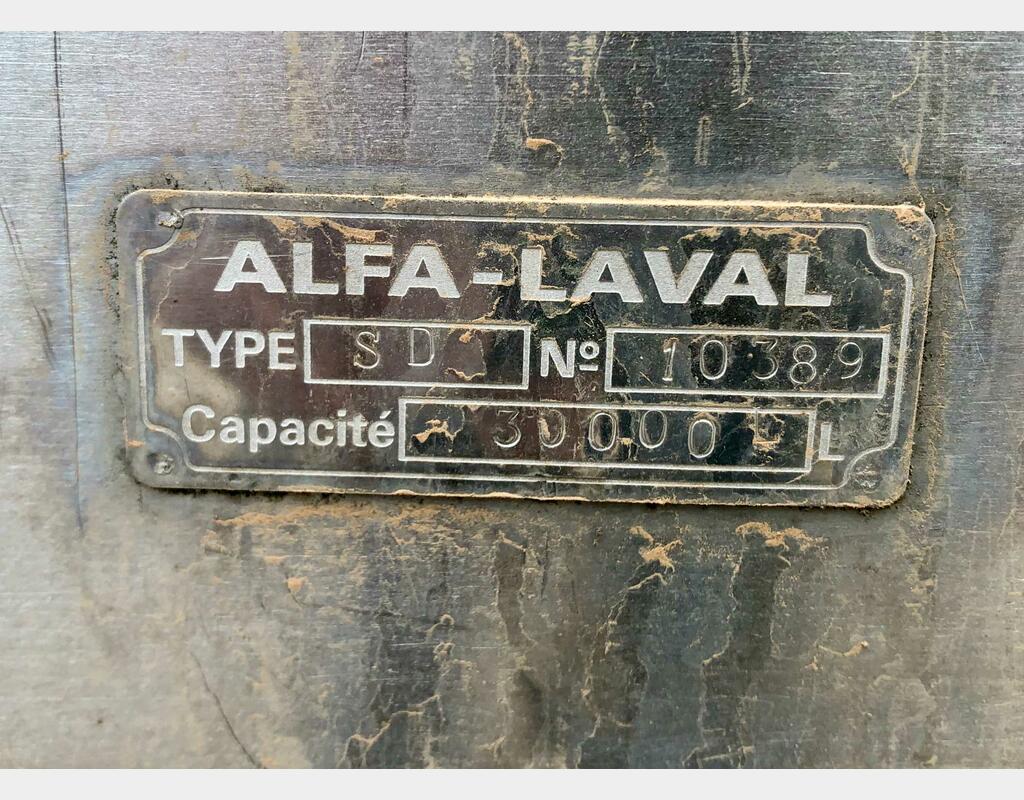 ALFA-LAVAL
TYPE SD Nº 10389
Capacité 30000 L L